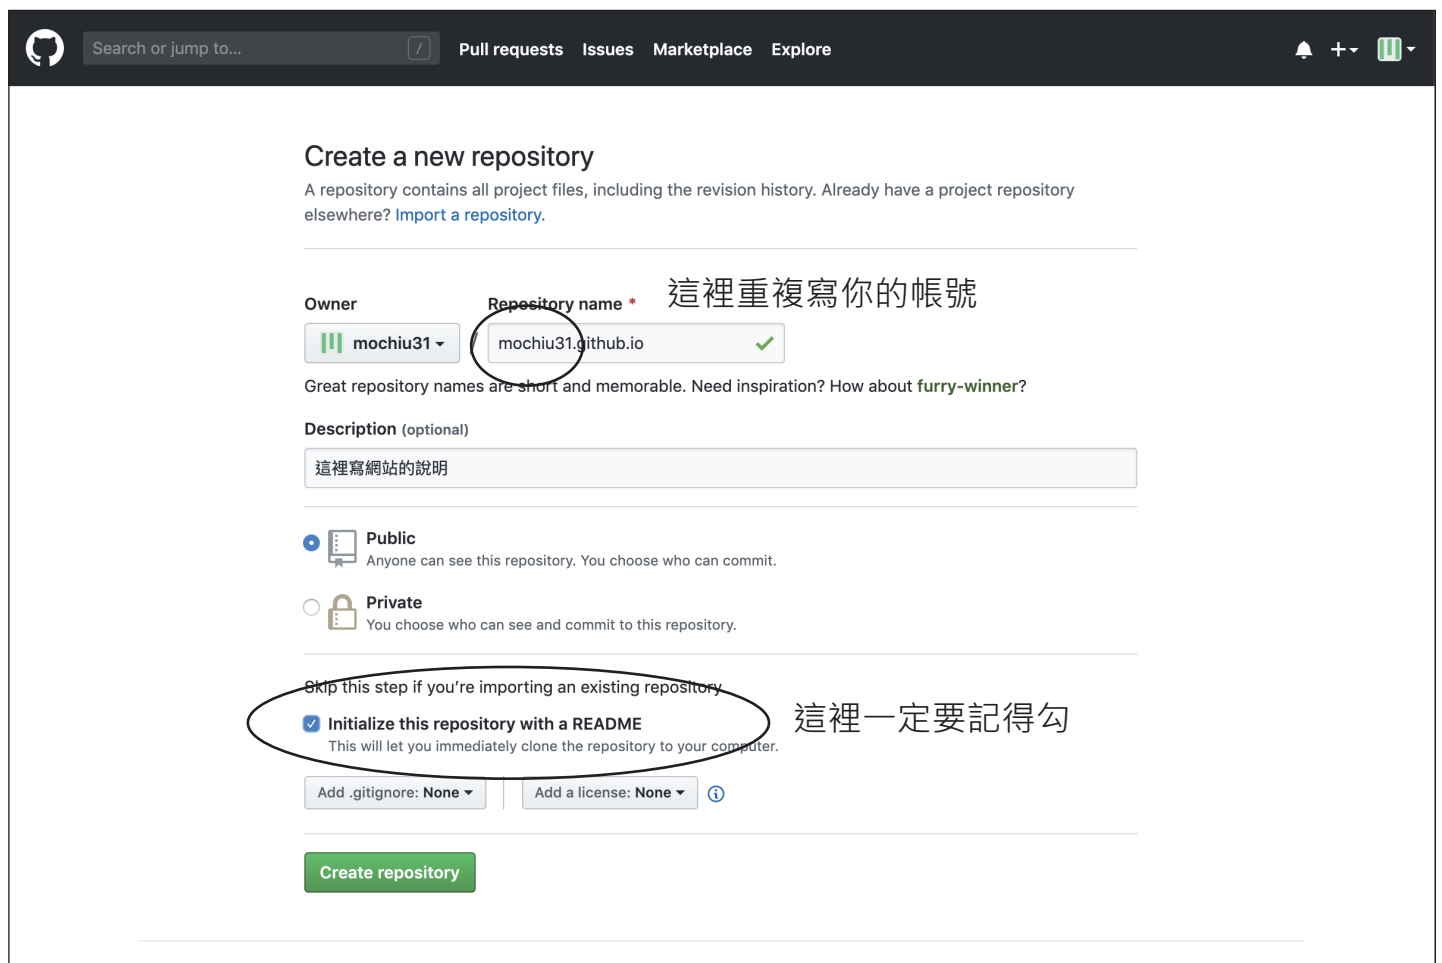 Search or jump to... /
Pull requests Issues Marketplace Explore
Create a new repository
A repository contains all project files, including the revision history. Already have a project repository
elsewhere? Import a repository.
這裡重複寫你的帳號
Owner Repository name *
mochiu31 / mochiu31.github.io
Great repository names are short and memorable. Need inspiration? How about furry-winner?
Description (optional)
這裡寫網站的說明
Public
Anyone can see this repository. You choose who can commit.
Private
You choose who can see and commit to this repository.
Skip this step if you’re importing an existing repository.
Initialize this repository with a README
這裡一定要記得勾
This will let you immediately clone the repository to your computer.
Add .gitignore: None Add a license: None
Create repository